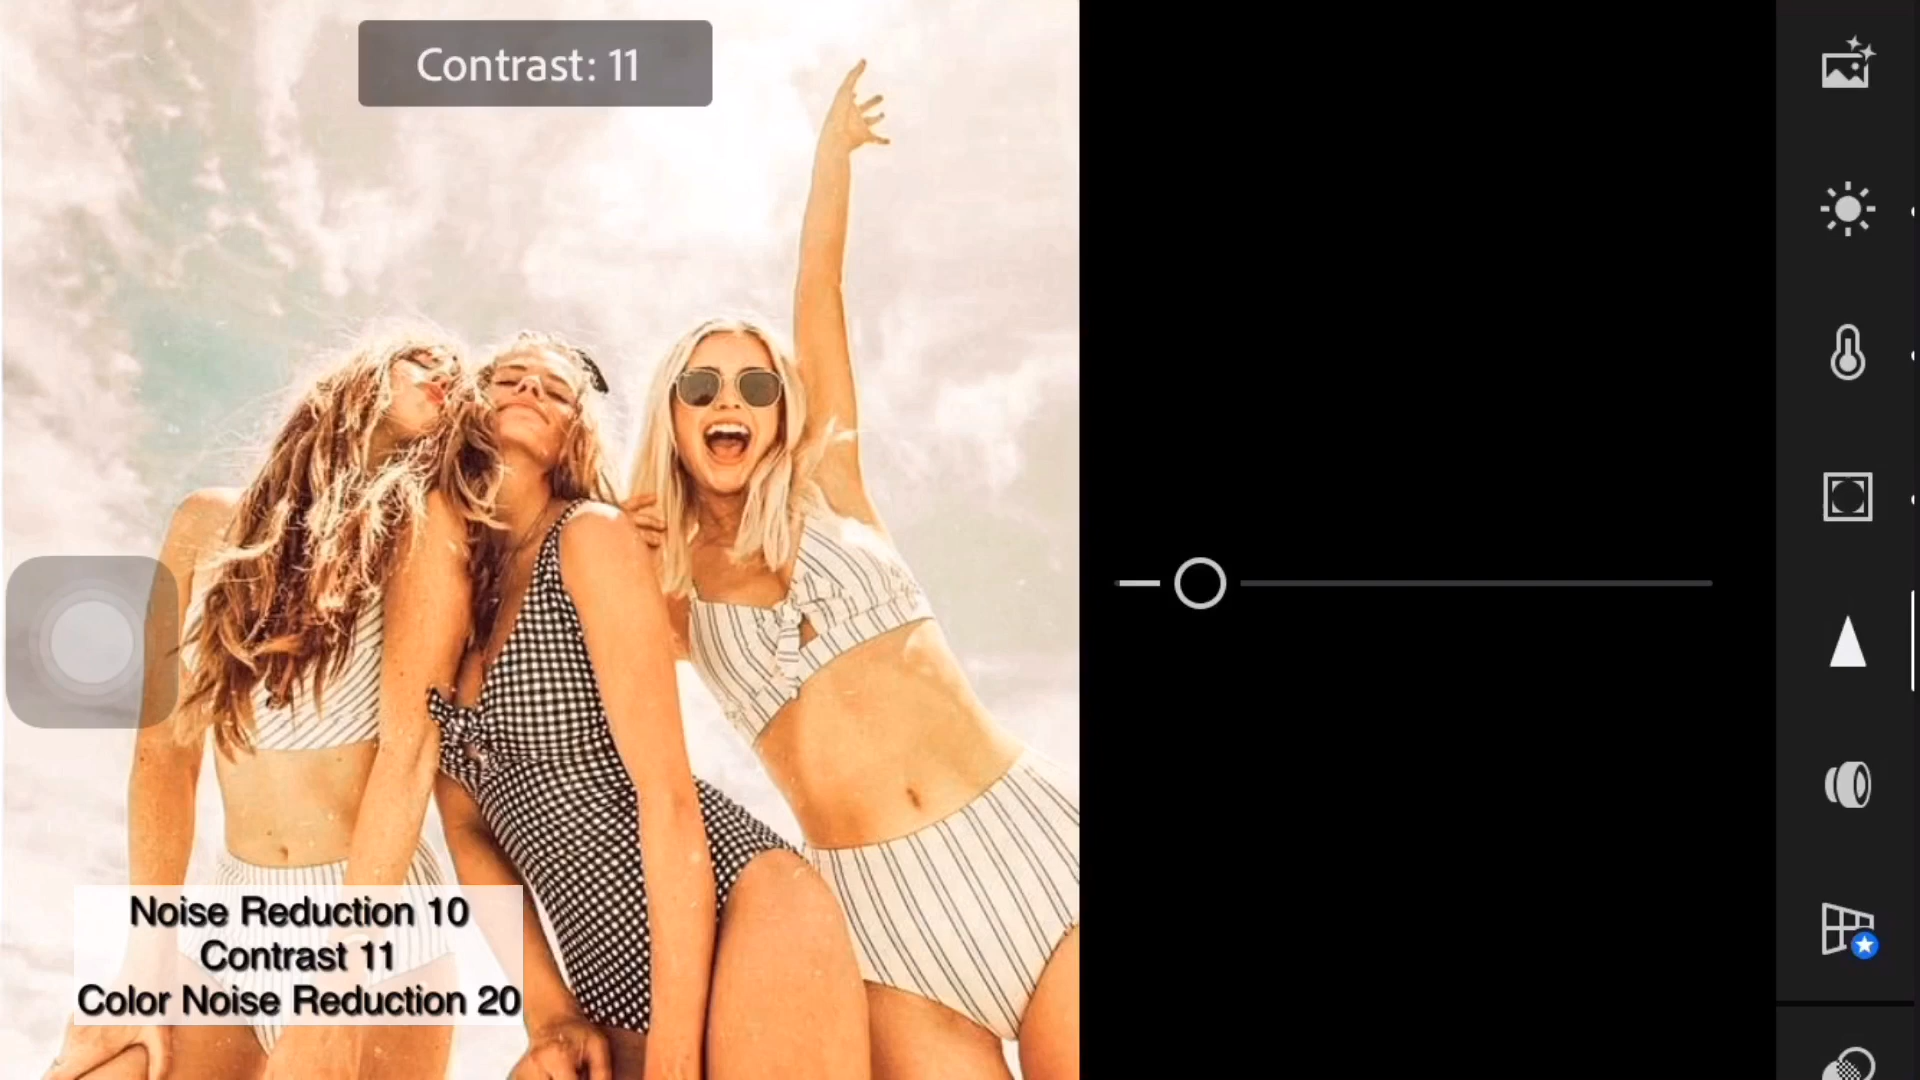 Contrast: 11
Noise Reduction 10
Contrast 11
Color Noise Reduction 20